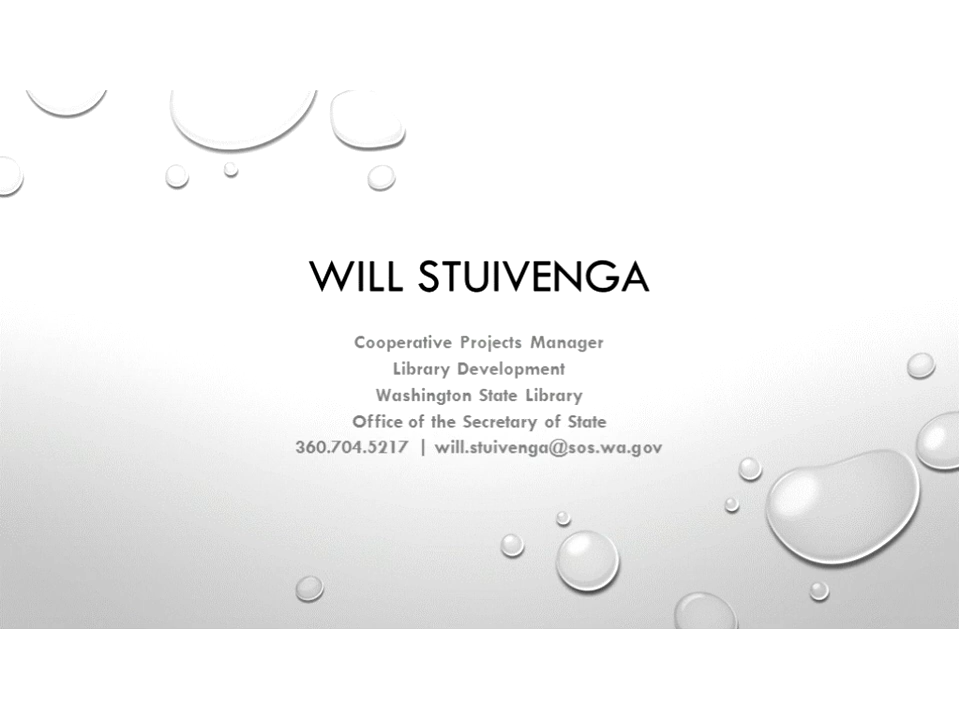 WILL STUIVENGA
Cooperative Projects Manager
Library Development
Washington State Library
Office of the Secretary of State
360.704.5217 | will.stuivenga@sos.wa.gov